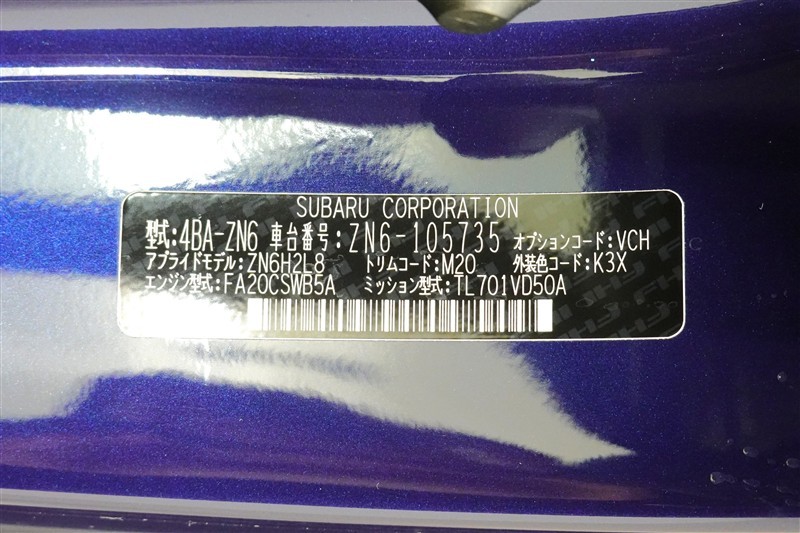 SUBARU CORPORATION
型式:4BA-ZN6 車台番号:ZN6-105735 オプションコード:VCH
アプライドモデル:ZN6H2L8 トリムコード:M20 外装色コード:K3X
エンジン型式:FA20CSWB5A ミッション型式:TL701VD50A